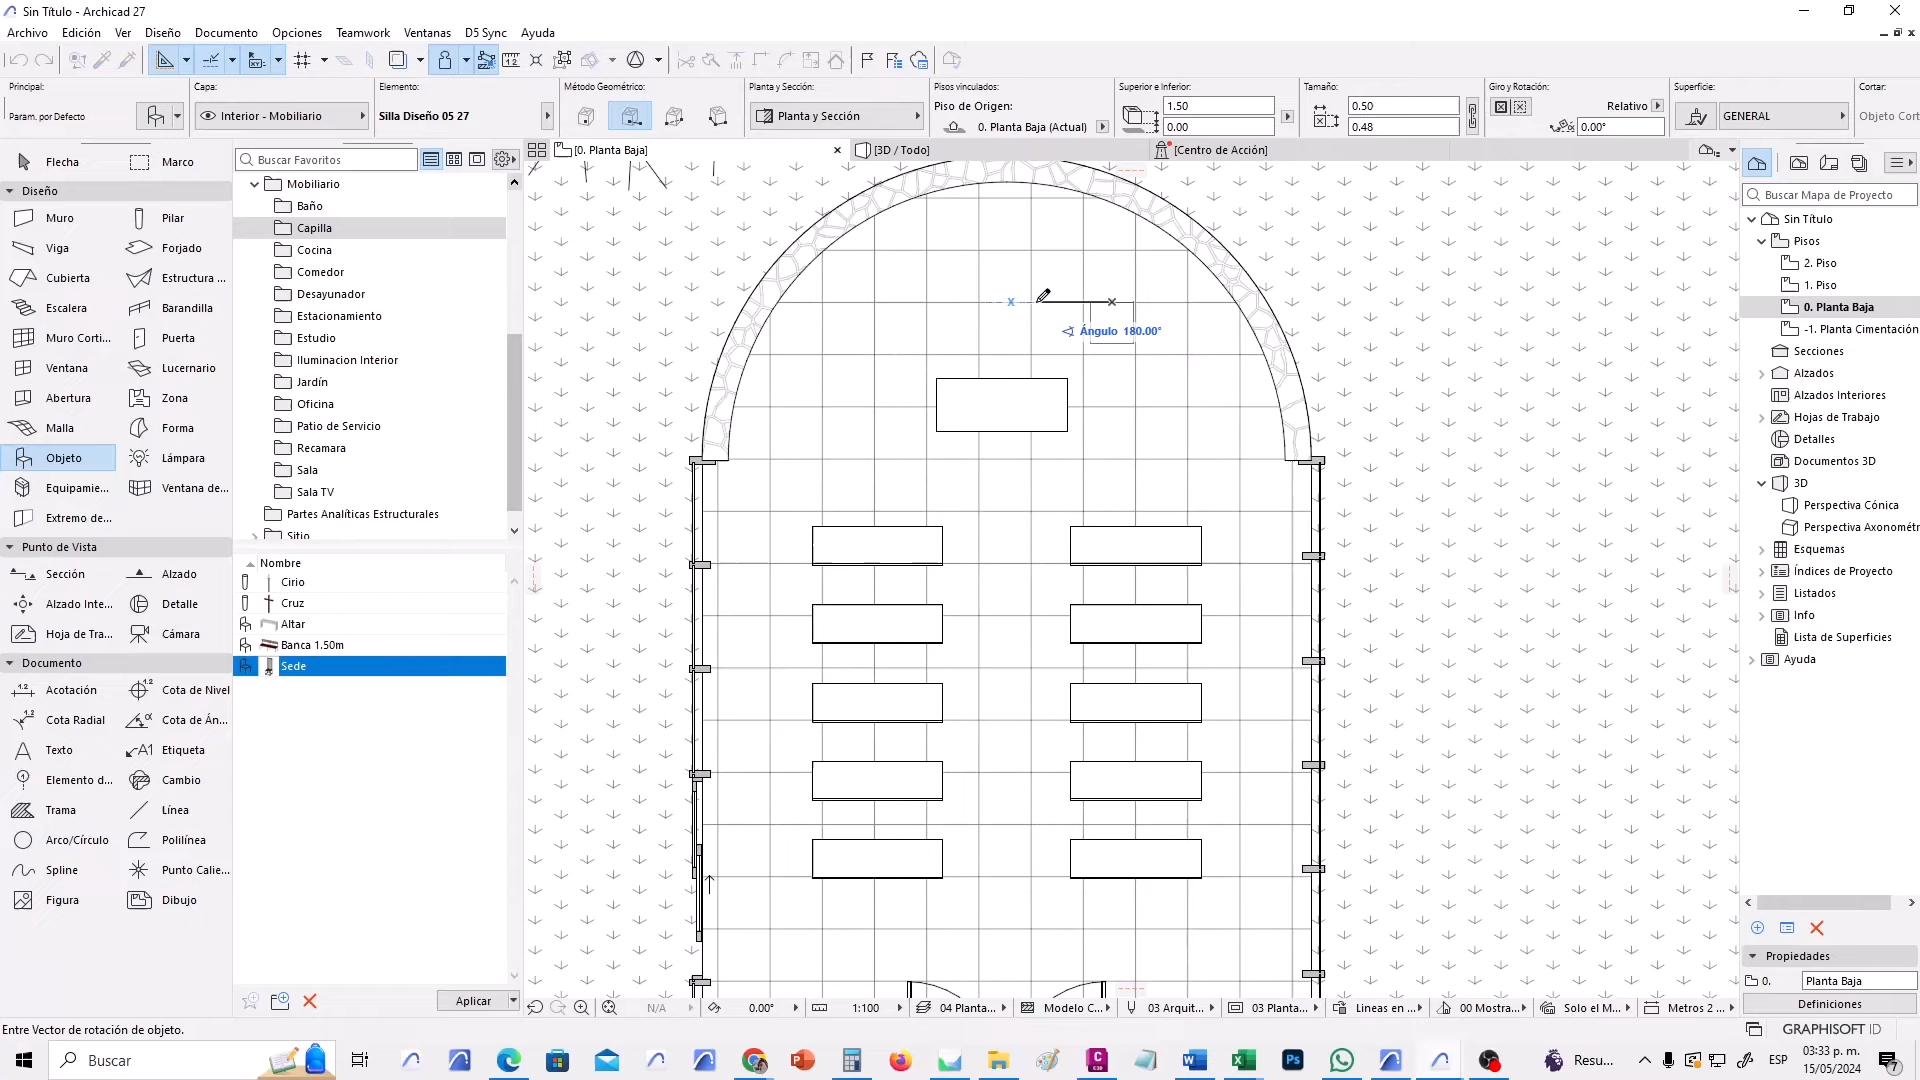 Sin Título - Archicad 27
Archivo Edición Ver Diseño Documento Opciones Teamwork Ventanas D5 Sync Ayuda
Principal:
Param. por Defecto
Capa:
Interior - Mobiliario
Elemento:
Silla Diseño 05 27
Método Geométrico:
Planta y Sección:
Planta y Sección
Pisos vinculados:
Piso de Origen:
0. Planta Baja (Actual)
Superior e Inferior:
1.50
0.00
Tamaño:
0.50
0.48
Giro y Rotación:
Relativo
0.00°
Superficie:
GENERAL
Cortar:
Objeto Cort
Flecha Marco
Diseño
Muro Pilar
Viga Forjado
Cubierta Estructura ...
Escalera Barandilla
Muro Corti... Puerta
Ventana Lucernario
Abertura Zona
Malla Forma
Objeto Lámpara
Equipamie... Ventana de...
Extremo de...
Punto de Vista
Sección Alzado
Alzado Inte... Detalle
Hoja de Tra... Cámara
Documento
Acotación Cota de Nivel
Cota Radial Cota de Án...
Texto Etiqueta
Elemento d... Cambio
Trama Línea
Arco/Círculo Polilínea
Spline Punto Calie...
Figura Dibujo
Buscar Favoritos
Mobiliario
Baño
Capilla
Cocina
Comedor
Desayunador
Estacionamiento
Estudio
Iluminacion Interior
Jardín
Oficina
Patio de Servicio
Recamara
Sala
Sala TV
Partes Analíticas Estructurales
Sitio
Nombre
Cirio
Cruz
Altar
Banca 1.50m
Sede
Aplicar
[0. Planta Baja]
[3D / Todo]
[Centro de Acción]
Ángulo 180.00°
Buscar Mapa de Proyecto
Sin Título
Pisos
2. Piso
1. Piso
0. Planta Baja
-1. Planta Cimentación
Secciones
Alzados
Alzados Interiores
Hojas de Trabajo
Detalles
Documentos 3D
3D
Perspectiva Cónica
Perspectiva Axonométr
Esquemas
Índices de Proyecto
Listados
Info
Lista de Superficies
Ayuda
Propiedades
0. Planta Baja
Definiciones
N/A 0.00° 1:100 04 Planta... Modelo C... 03 Arquit... 03 Planta... Lineas en ... 00 Mostra... Solo el M... Metros 2 ...
Entre Vector de rotación de objeto.
GRAPHISOFT ID
Buscar
Resu...
ESP
03:33 p. m.
15/05/2024
7